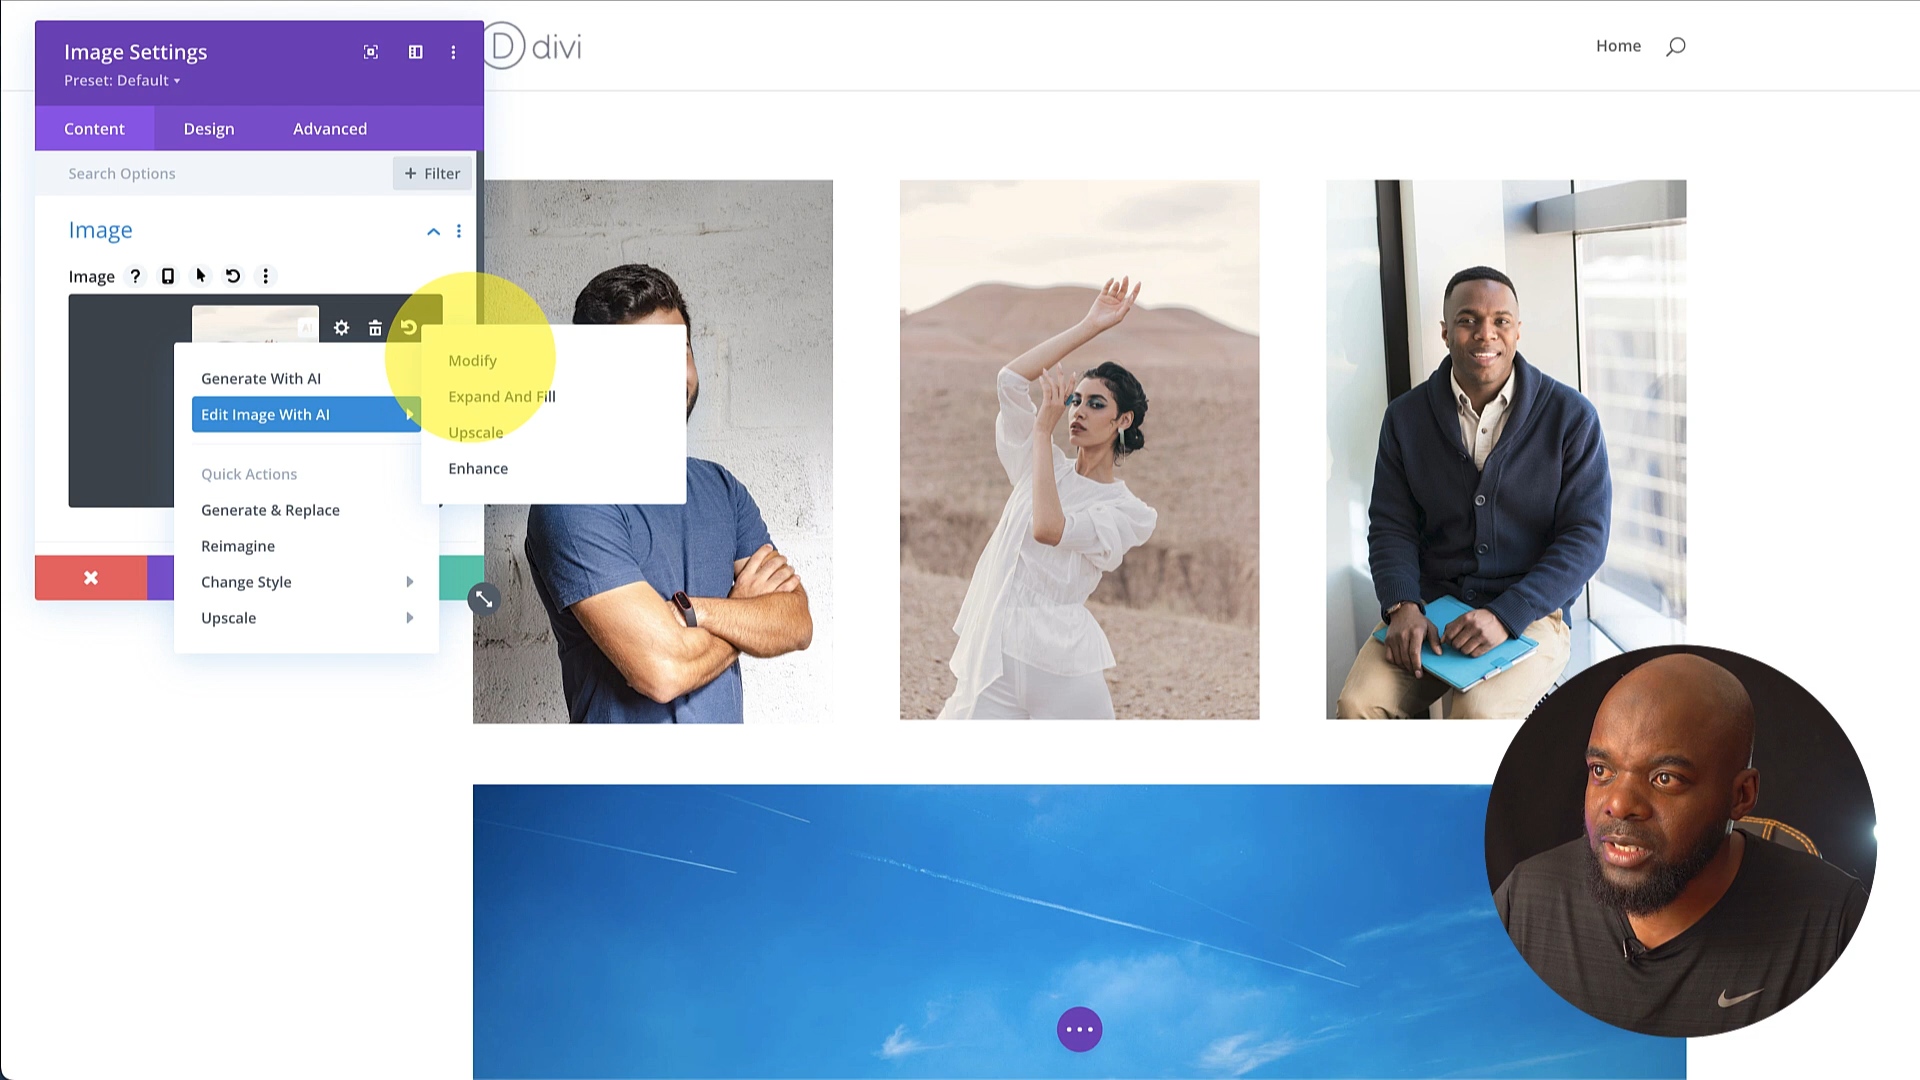 Image Settings
Preset: Default
Content
Design
Advanced
Search Options
+ Filter
Image
Image ?
AI
Generate With AI
Edit Image With AI
Quick Actions
Generate & Replace
Reimagine
Change Style
Upscale
Modify
Expand And Fill
Upscale
Enhance
D divi
Home